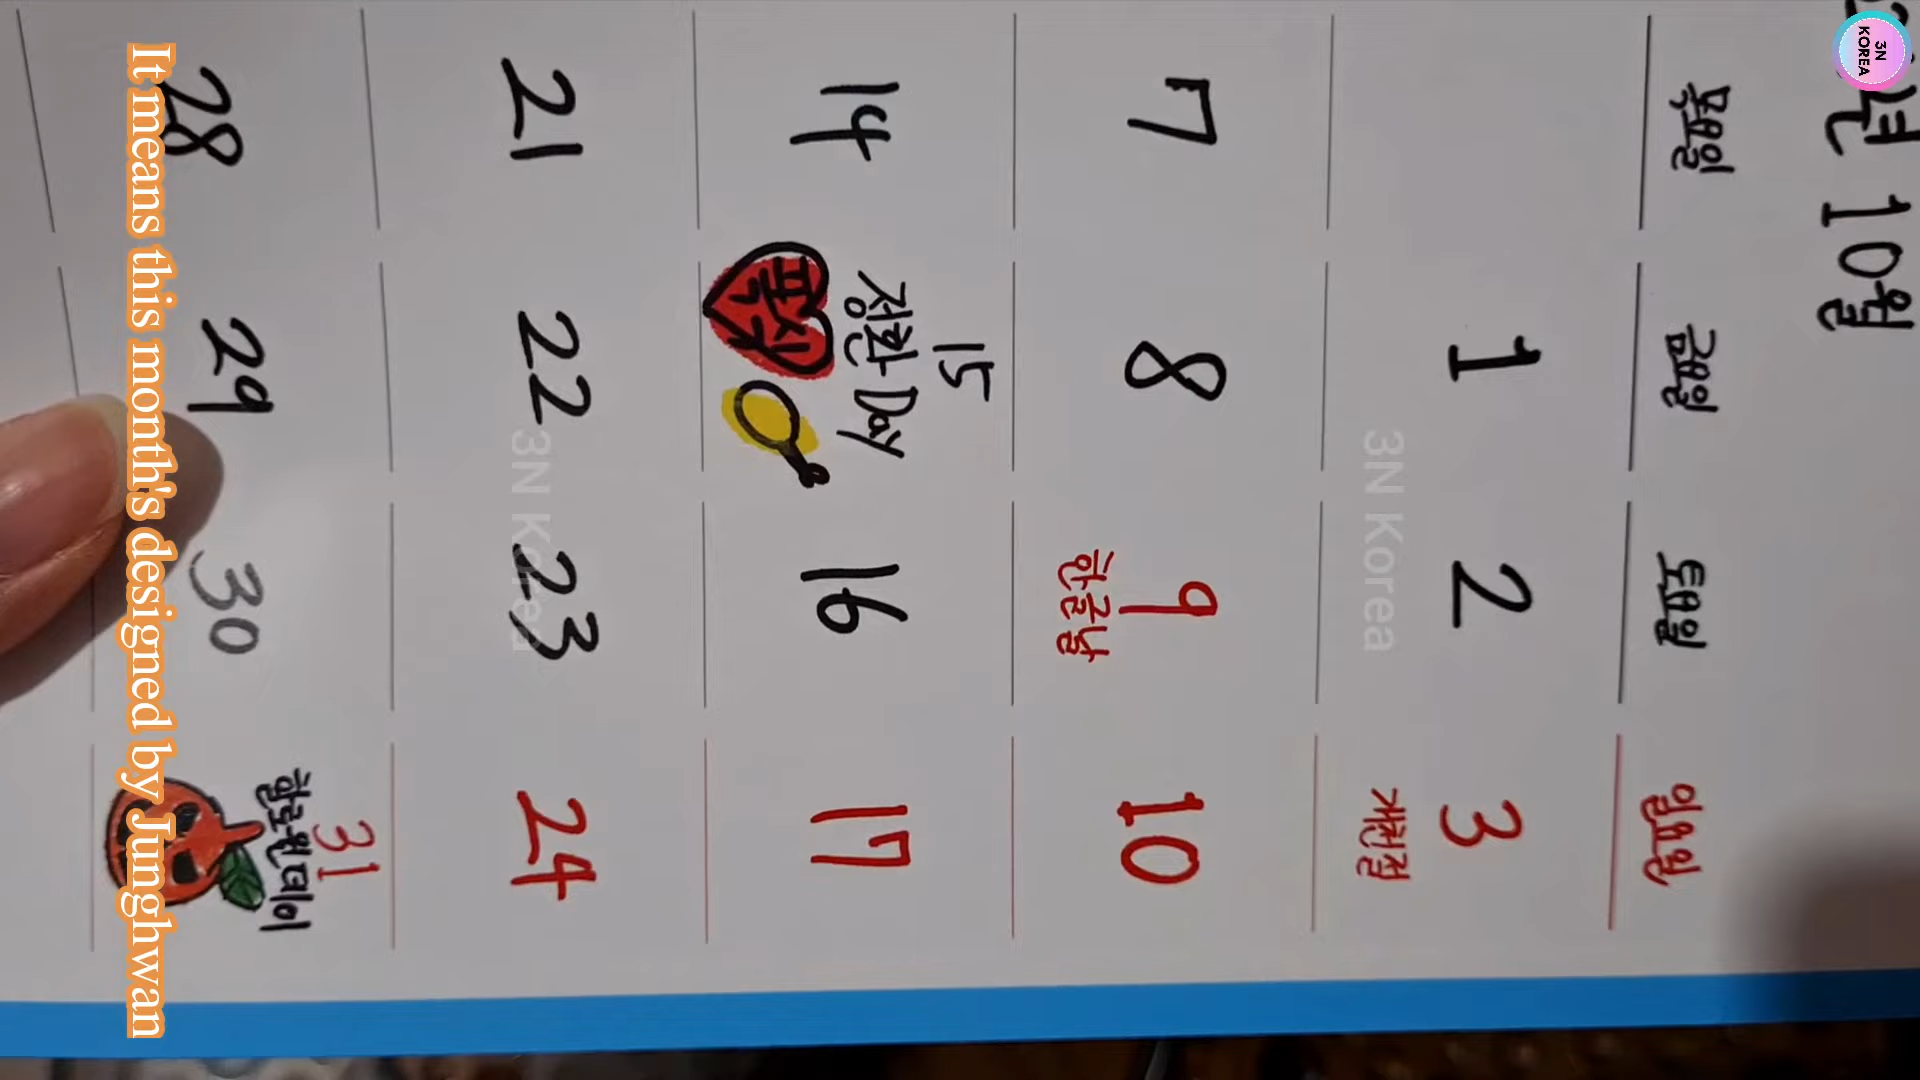 년 10월
목요일 금요일 토요일 일요일
1 2 3
개천절
7 8 9 10
한글날
14 15 16 17
정환 Day
푹식
21 22 23 24
28 29 30 31
할로윈데이
It means this month's designed by Junghwan
3N
KOREA
3N Korea
3N Korea